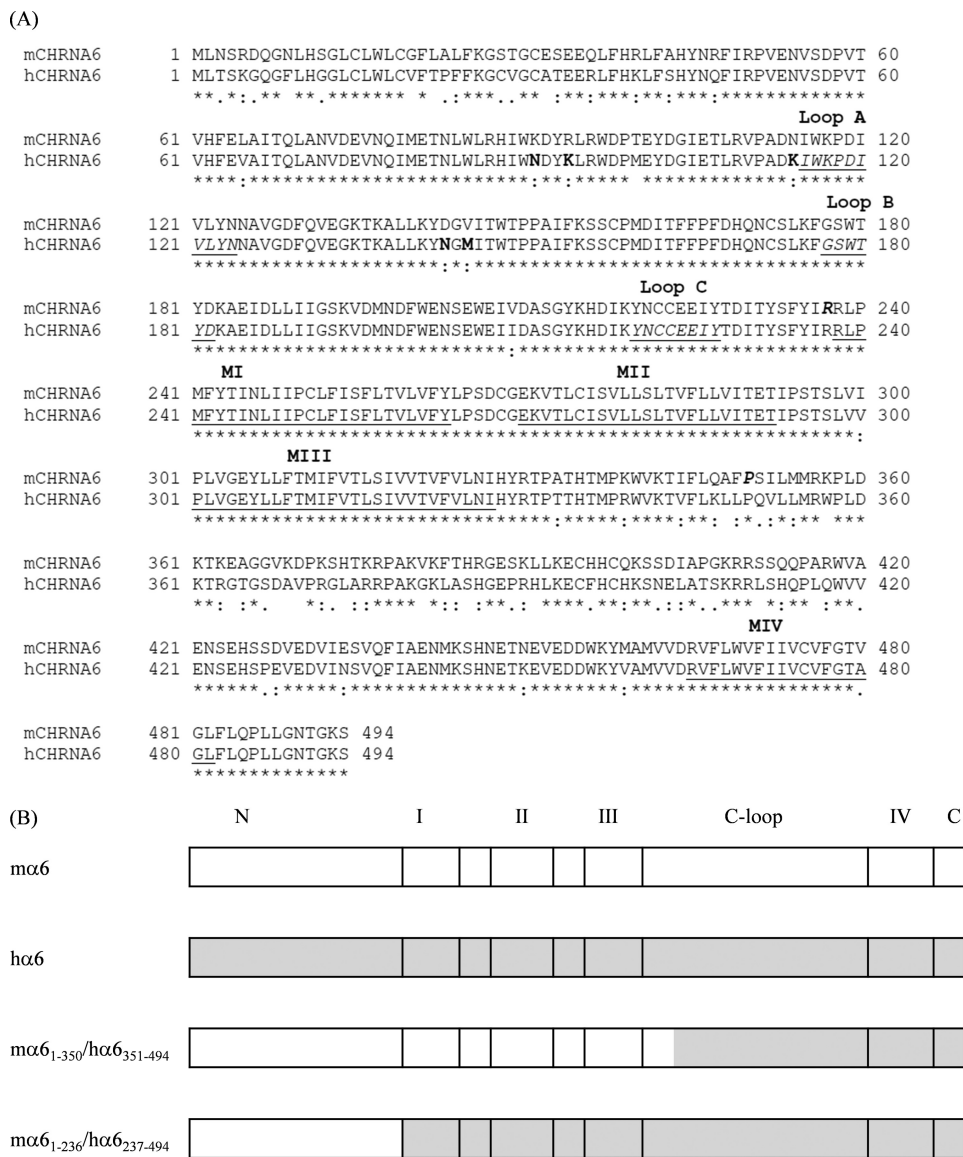 (A)
mCHRNA6 1 MLNSRDQGNLHSGLCLWLCGFLALFKGSTGCESEEQLFHRLFAHYNRFIRPVENVSDPVT 60
hCHRNA6 1 MLTSKGQGFLHGGLCLWLCVFTPFFKGCVGCATEERLFHKLFSHYNQFIRPVENVSDPVT 60
**.*:.** **.******* * .:***..** :**:***:**:***:*************
Loop A
mCHRNA6 61 VHFELAITQLANVDEVNQIMETNLWLRHIWKDYRLRWDPTEYDGIETLRVPADNIWKPDI 120
hCHRNA6 61 VHFEVAITQLANVDEVNQIMETNLWLRHIWNDYKLRWDPMEYDGIETLRVPADKIWKPDI 120
****:*************************:**:***** *************:******
Loop B
mCHRNA6 121 VLYNNAVGDFQVEGKTKALLKYDGVITWTPPAIFKSSCPMDITFFPFDHQNCSLKFGSWT 180
hCHRNA6 121 VLYNNAVGDFQVEGKTKALLKYNGMITWTPPAIFKSSCPMDITFFPFDHQNCSLKFGSWT 180
**********************:*:***********************************
Loop C
mCHRNA6 181 YDKAEIDLLIIGSKVDMNDFWENSEWEIVDASGYKHDIKYNCCEEIYTDITYSFYIRRLP 240
hCHRNA6 181 YDKAEIDLLIIGSKVDMNDFWENSEWEIIDASGYKHDIKYNCCEEIYTDITYSFYIRRLP 240
****************************:*******************************
MI MII
mCHRNA6 241 MFYTINLIIPCLFISFLTVLVFYLPSDCGEKVTLCISVLLSLTVFLLVITETIPSTSLVI 300
hCHRNA6 241 MFYTINLIIPCLFISFLTVLVFYLPSDCGEKVTLCISVLLSLTVFLLVITETIPSTSLVV 300
***********************************************************:
MIII
mCHRNA6 301 PLVGEYLLFTMIFVTLSIVVTVFVLNIHYRTPATHTMPKWVKTIFLQAFPSILMMRKPLD 360
hCHRNA6 301 PLVGEYLLFTMIFVTLSIVVTVFVLNIHYRTPTTHTMPRWVKTVFLKLLPQVLLMRWPLD 360
********************************:*****:****:**: :*.:*:** ***
mCHRNA6 361 KTKEAGGVKDPKSHTKRPAKVKFTHRGESKLLKECHHCQKSSDIAPGKRRSSQQPARWVA 420
hCHRNA6 361 KTRGTGSDAVPRGLARRPAKGKLASHGEPRHLKECFHCHKSNELATSKRRLSHQPLQWVV 420
**: :*.   *:. .:**** *:: :**.: ****.**:**.::*..*** *:** :**.
MIV
mCHRNA6 421 ENSEHSSDVEDVIESVQFIAENMKSHNETNEVEDDWKYMAMVVDRVFLWVFIIVCVFGTV 480
hCHRNA6 421 ENSEHSPEVEDVINSVQFIAENMKSHNETKEVEDDWKYVAMVVDRVFLWVFIIVCVFGTA 480
******.:*****:***************:********:********************.
mCHRNA6 481 GLFLQPLLGNTGKS 494
hCHRNA6 480 GLFLQPLLGNTGKS 494
**************
(B) N I II III C-loop IV C
mα6
hα6
mα61-350/hα6351-494
mα61-236/hα6237-494